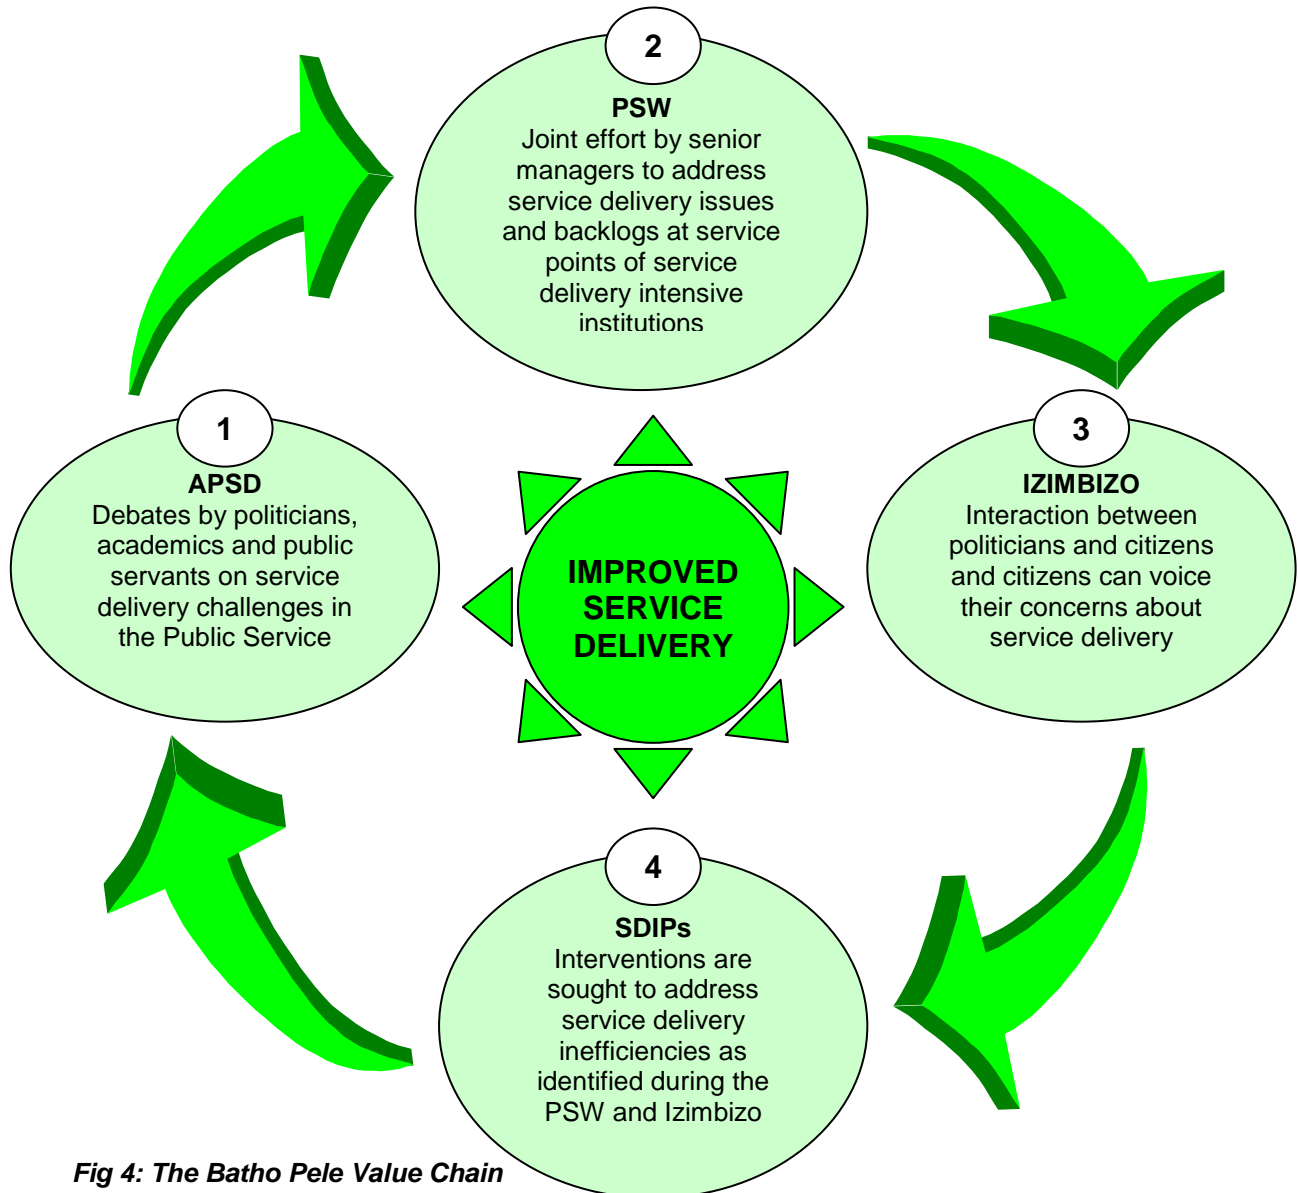 2
PSW
Joint effort by senior
managers to address
service delivery issues
and backlogs at service
points of service
delivery intensive
institutions
1
APSD
Debates by politicians,
academics and public
servants on service
delivery challenges in
the Public Service
IMPROVED
SERVICE
DELIVERY
3
IZIMBIZO
Interaction between
politicians and citizens
and citizens can voice
their concerns about
service delivery
4
SDIPs
Interventions are
sought to address
service delivery
inefficiencies as
identified during the
PSW and Izimbizo
Fig 4: The Batho Pele Value Chain